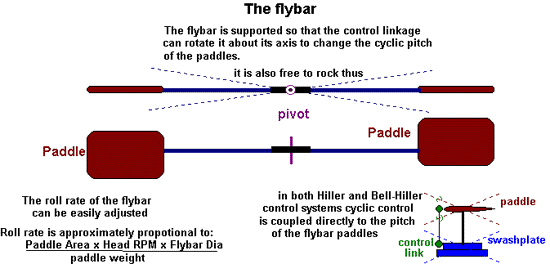 The flybar
The flybar is supported so that the control linkage
can rotate it about its axis to change the cyclic pitch
of the paddles.
it is also free to rock thus
pivot
Paddle
Paddle
The roll rate of the flybar
can be easily adjusted
Roll rate is approximately propotional to:
Paddle Area x Head RPM x Flybar Dia
paddle weight
in both Hiller and Bell-Hiller
control systems cyclic control
is coupled directly to the pitch
of the flybar paddles
paddle
swashplate
control
link